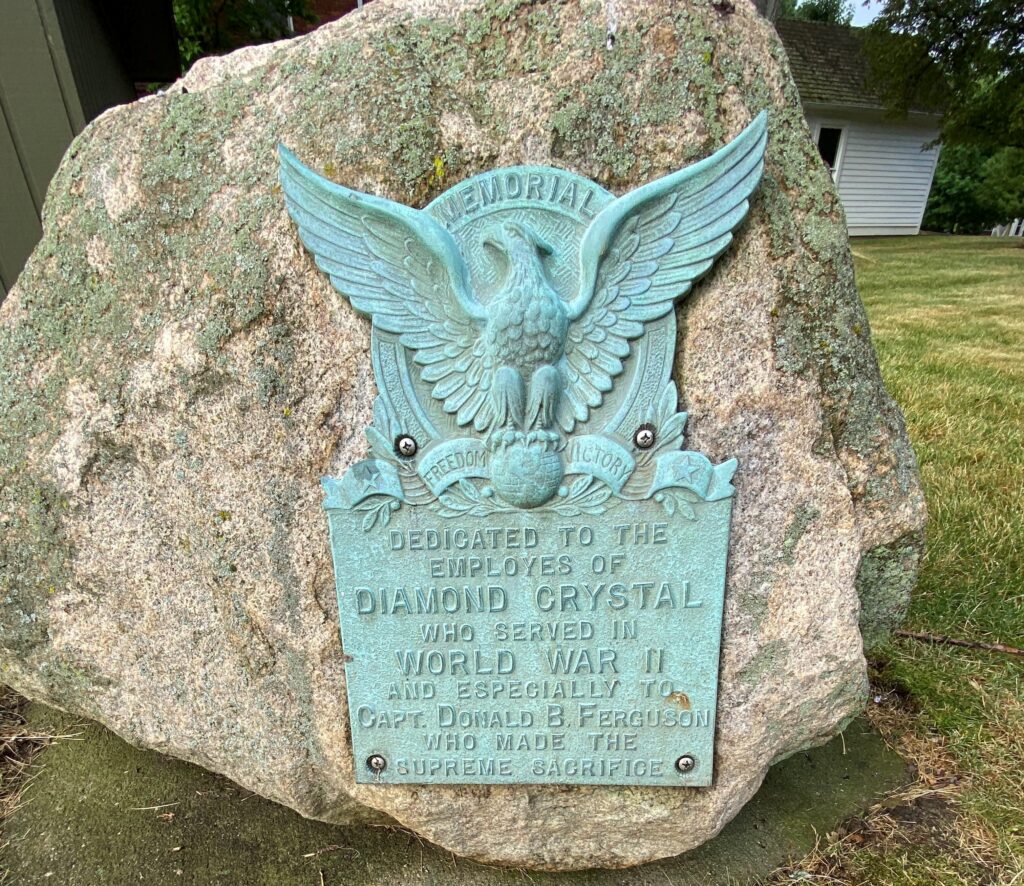 MEMORIAL
FREEDOM VICTORY
DEDICATED TO THE
EMPLOYES OF
DIAMOND CRYSTAL
WHO SERVED IN
WORLD WAR II
AND ESPECIALLY TO
CAPT. DONALD B. FERGUSON
WHO MADE THE
SUPREME SACRIFICE